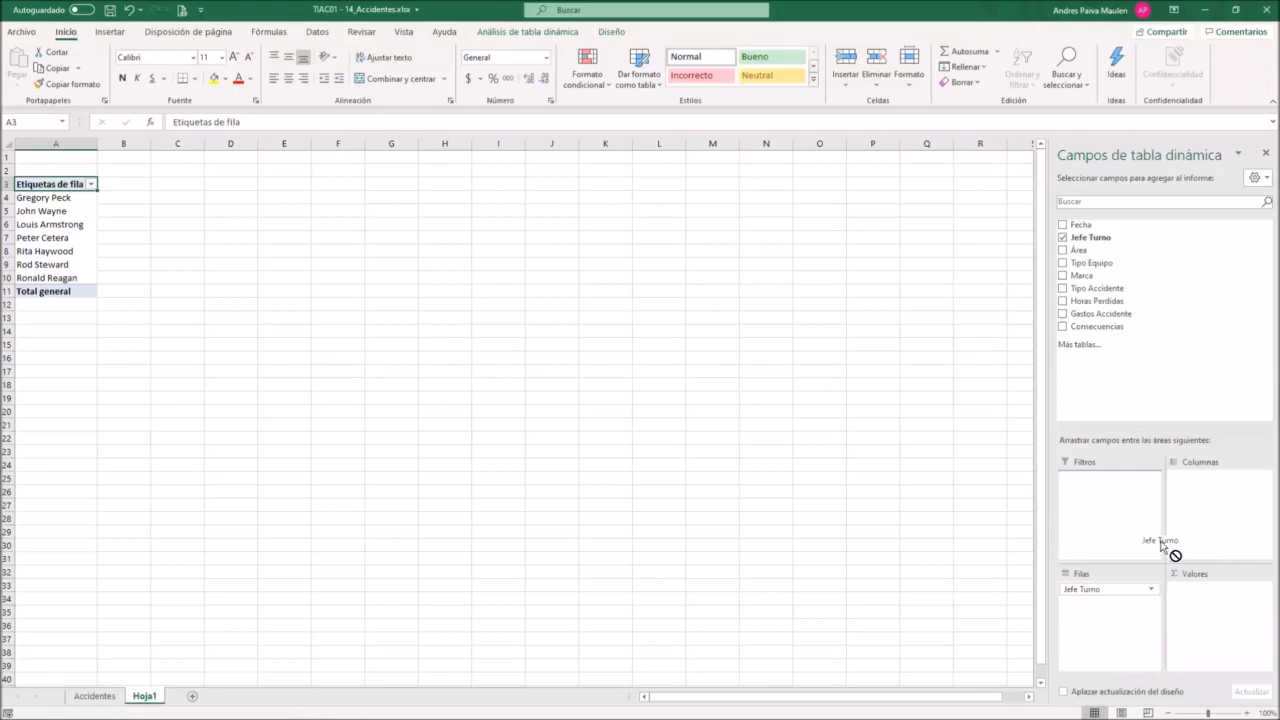 Autoguardado
TIAC01 - 14_Accidentes.xlsx
Buscar
Andres Paiva Maulen
AP
Archivo Inicio Insertar Disposición de página Fórmulas Datos Revisar Vista Ayuda Análisis de tabla dinámica Diseño
Compartir Comentarios
Pegar
Cortar
Copiar
Copiar formato
Portapapeles
Calibri 11
N K S
Fuente
Ajustar texto
Combinar y centrar
Alineación
General
$ % 000
Número
Formato condicional
Dar formato como tabla
Normal Bueno
Incorrecto Neutral
Estilos
Insertar Eliminar Formato
Celdas
Autosuma
Rellenar
Borrar
Ordenar y filtrar
Buscar y seleccionar
Edición
Ideas
Ideas
Confidencialidad
Confidencialidad
A3
fx
Etiquetas de fila
A B C D E F G H I J K L M N O P Q R
1
2
3 Etiquetas de fila
4 Gregory Peck
5 John Wayne
6 Louis Armstrong
7 Peter Cetera
8 Rita Haywood
9 Rod Steward
10 Ronald Reagan
11 Total general
12
13
14
15
16
17
18
19
20
21
22
23
24
25
26
27
28
29
30
31
32
33
34
35
36
37
38
39
40
Campos de tabla dinámica
Seleccionar campos para agregar al informe:
Buscar
Fecha
Jefe Turno
Área
Tipo Equipo
Marca
Tipo Accidente
Horas Perdidas
Gastos Accidente
Consecuencias
Más tablas...
Arrastrar campos entre las áreas siguientes:
Filtros
Columnas
Jefe Turno
Filas
Σ Valores
Jefe Turno
Aplazar actualización del diseño
Actualizar
Accidentes Hoja1
100%